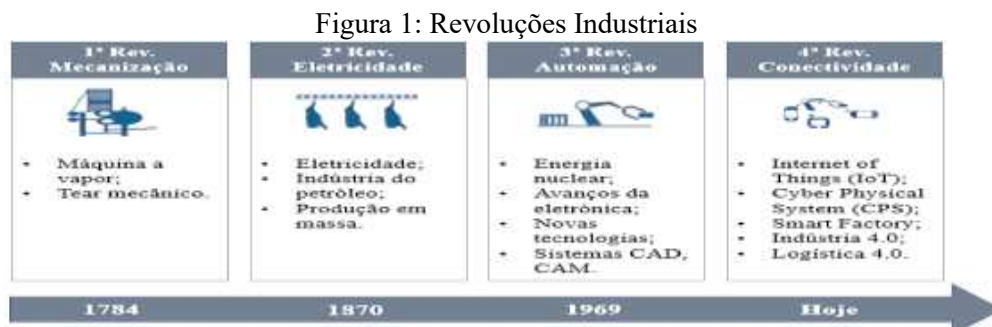 Figura 1: Revoluções Industriais
1ª Rev.
Mecanização
• Máquina a
vapor;
• Tear mecânico.
2ª Rev.
Eletricidade
• Eletricidade;
• Indústria do
petróleo;
• Produção em
massa.
3ª Rev.
Automação
• Energia
nuclear;
• Avanços da
eletrônica;
• Novas
tecnologias;
• Sistemas CAD,
CAM.
4ª Rev.
Conectividade
• Internet of
Things (IoT);
• Cyber Physical
System (CPS);
• Smart Factory;
• Indústria 4.0;
• Logística 4.0.
1784
1870
1969
Hoje